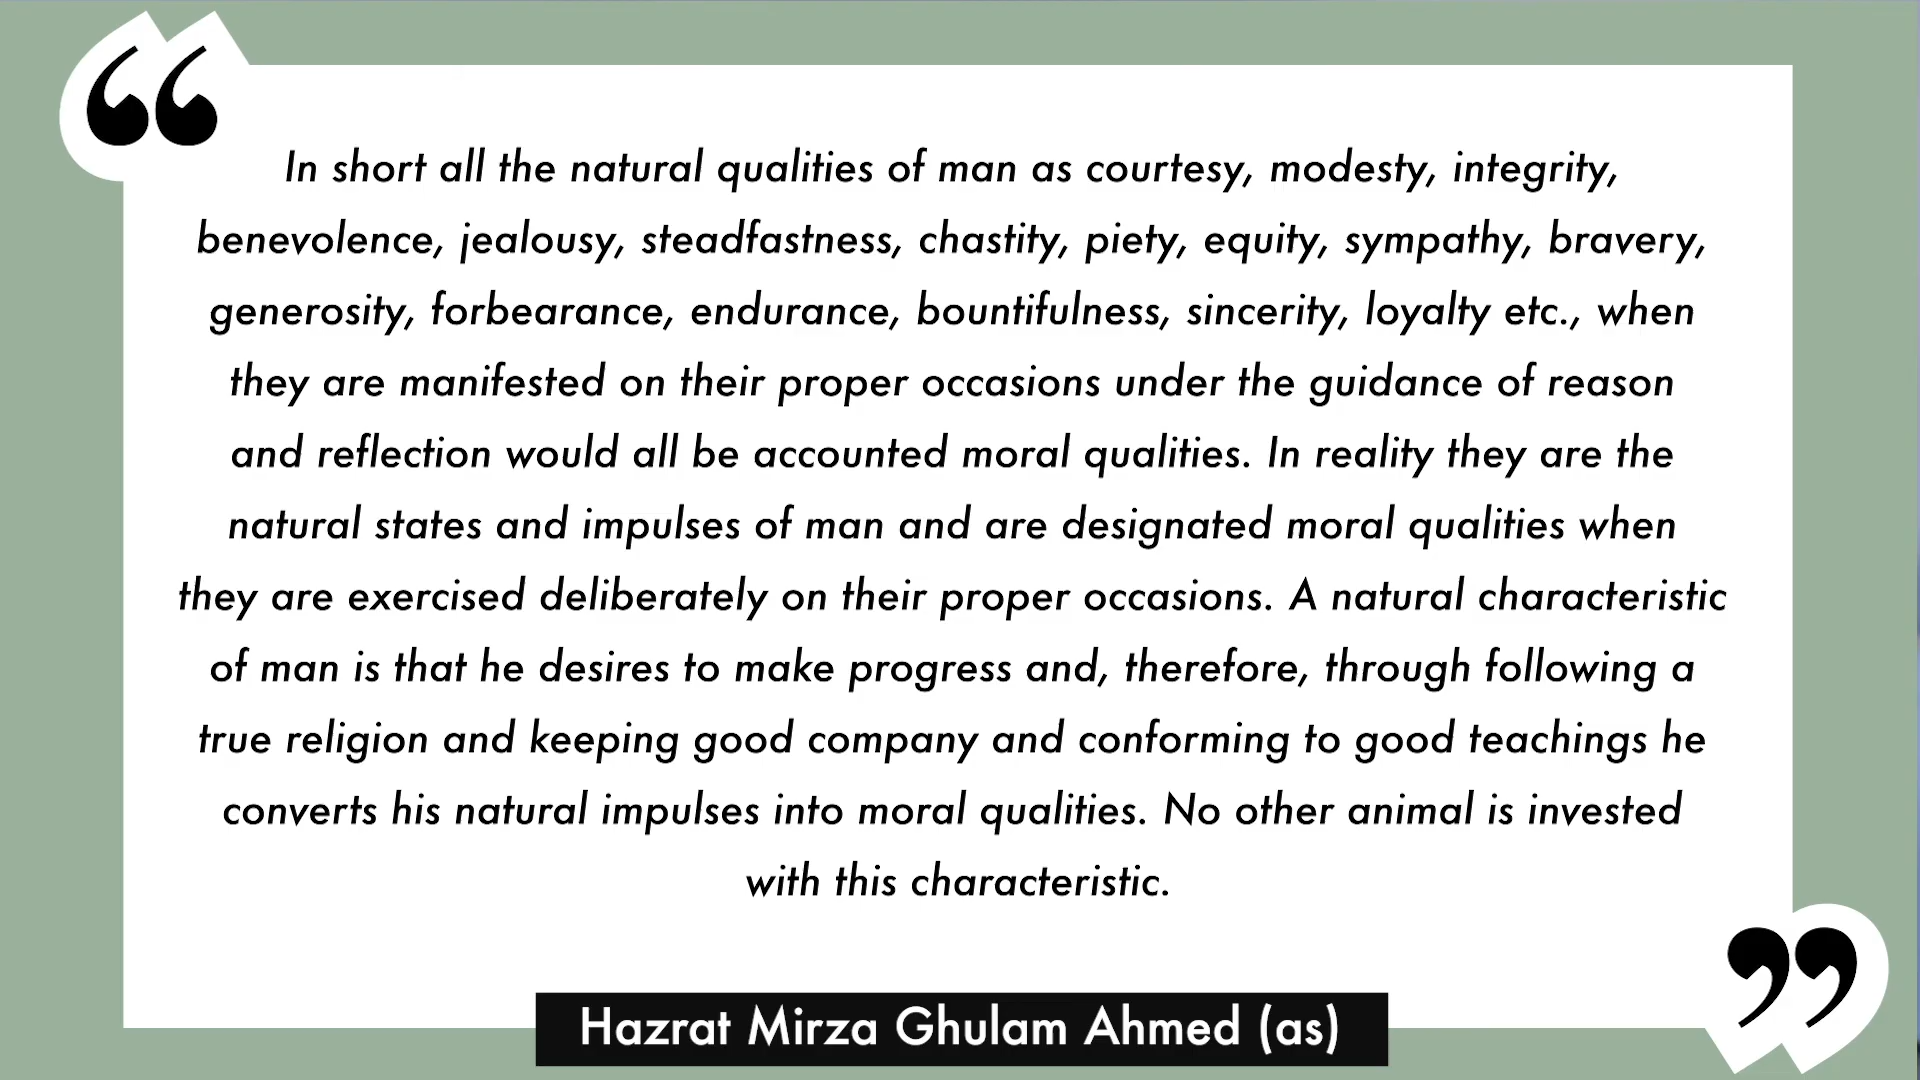 “
In short all the natural qualities of man as courtesy, modesty, integrity,
benevolence, jealousy, steadfastness, chastity, piety, equity, sympathy, bravery,
generosity, forbearance, endurance, bountifulness, sincerity, loyalty etc., when
they are manifested on their proper occasions under the guidance of reason
and reflection would all be accounted moral qualities. In reality they are the
natural states and impulses of man and are designated moral qualities when
they are exercised deliberately on their proper occasions. A natural characteristic
of man is that he desires to make progress and, therefore, through following a
true religion and keeping good company and conforming to good teachings he
converts his natural impulses into moral qualities. No other animal is invested
with this characteristic.
”
Hazrat Mirza Ghulam Ahmed (as)